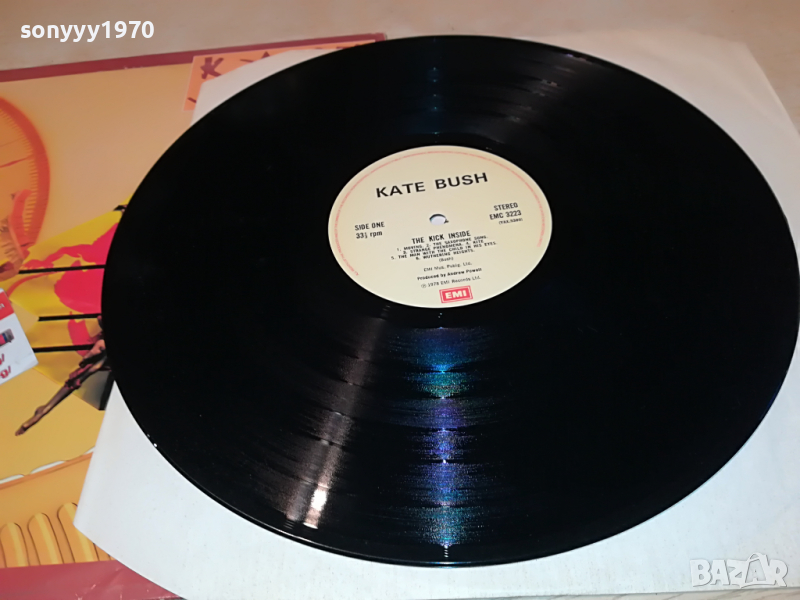 sonyyy1970
KATE BUSH
SIDE ONE
33⅓ rpm
STEREO
EMC 3223
THE KICK INSIDE
1. MOVING. 2. THE SAXOPHONE SONG.
3. STRANGE PHENOMENA. 4. KITE
5. THE MAN WITH THE CHILD IN HIS EYES.
6. WUTHERING HEIGHTS.
(Bush)
EMI Mus. Pubg. Ltd.
Produced by Andrew Powell
℗ 1978 EMI Records Ltd.
EMI
BAZAR